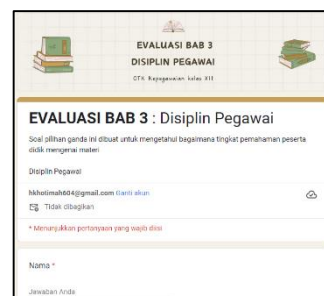 EVALUASI BAB 3
DISIPLIN PEGAWAI
OTK Kepegawaian kelas XII
EVALUASI BAB 3 : Disiplin Pegawai
Soal pilihan ganda ini dibuat untuk mengetahui bagaimana tingkat pemahaman peserta
didik mengenai materi
Disiplin Pegawai
hkholimah604@gmail.com Ganti akun
Tidak dibagikan
* Menunjukkan pertanyaan yang wajib diisi
Nama *
Jawaban Anda